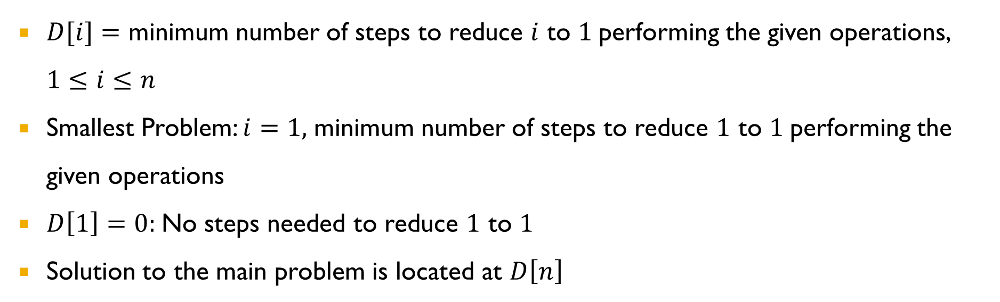 ▪ D[i] = minimum number of steps to reduce i to 1 performing the given operations,
1 ≤ i ≤ n
▪ Smallest Problem: i = 1, minimum number of steps to reduce 1 to 1 performing the
given operations
▪ D[1] = 0: No steps needed to reduce 1 to 1
▪ Solution to the main problem is located at D[n]